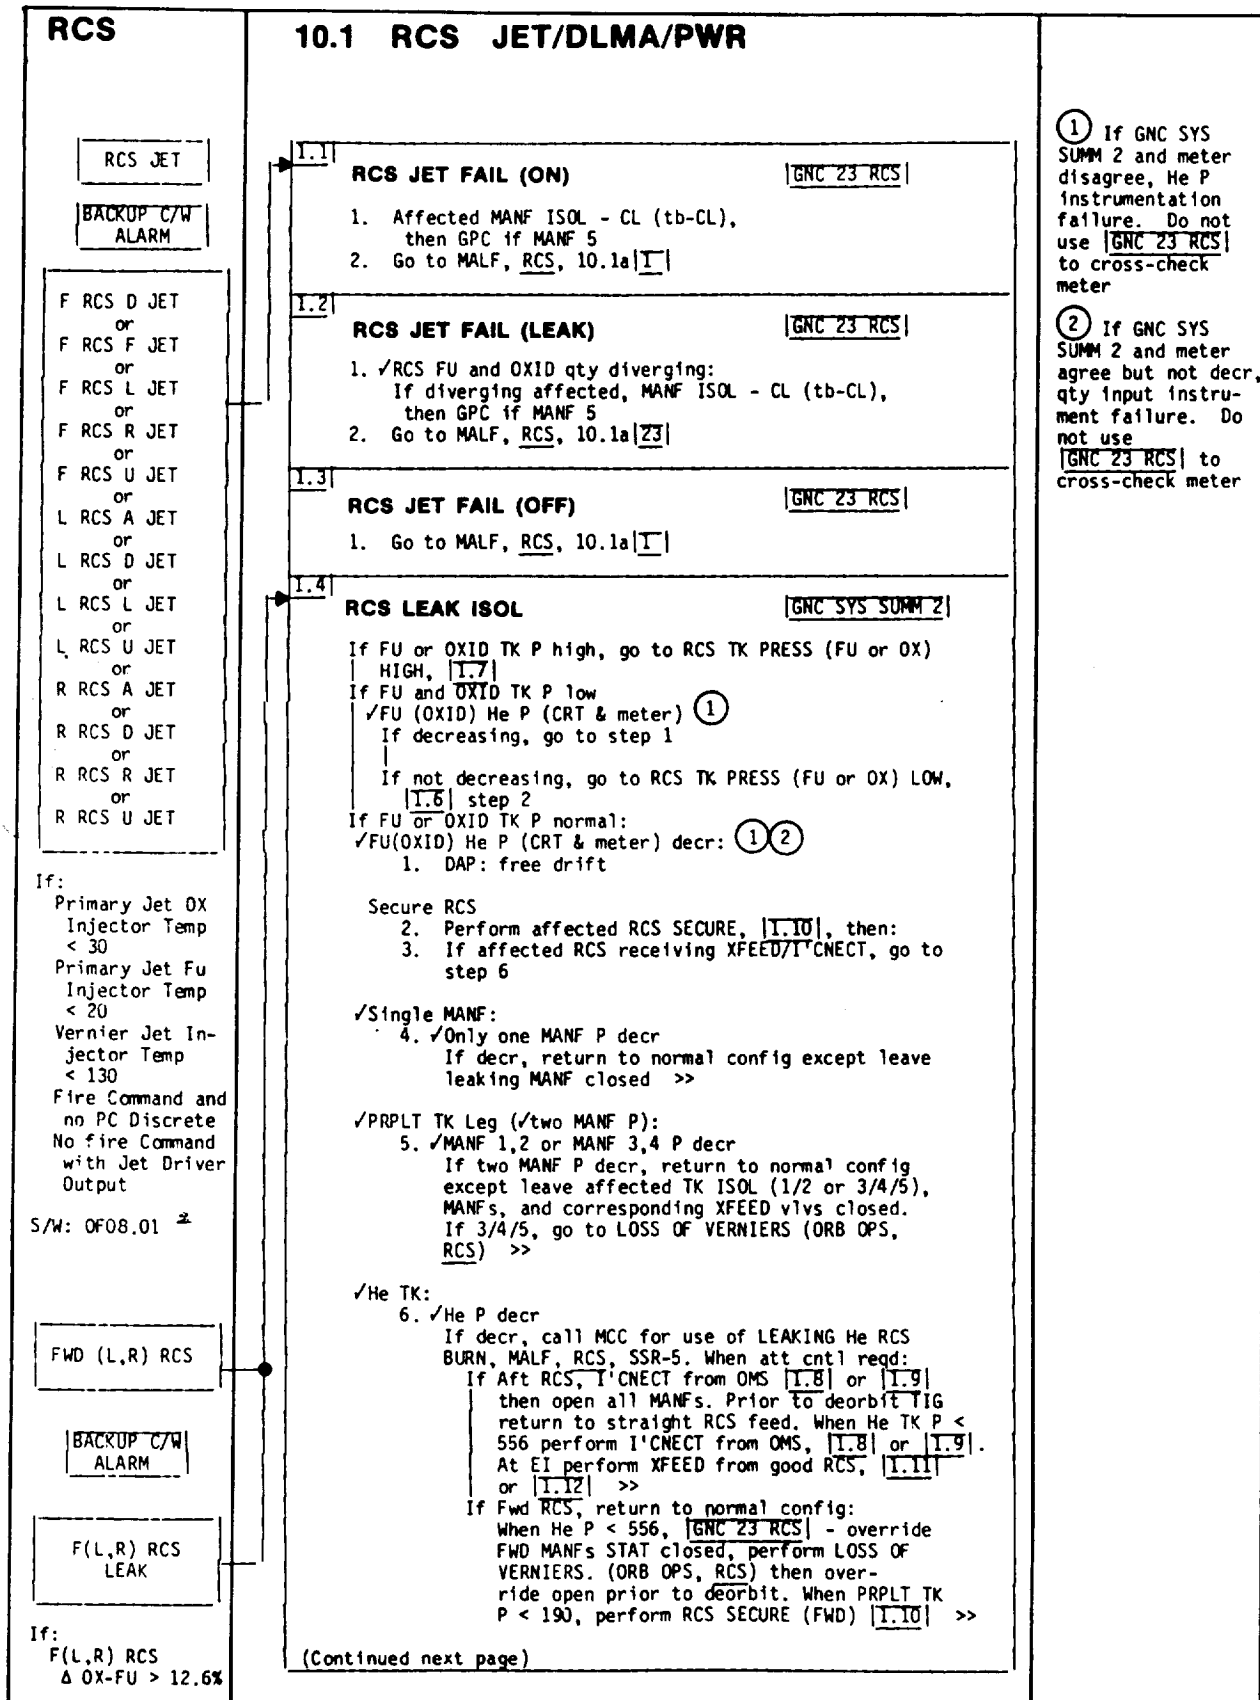 RCS
RCS JET
BACKUP C/W
ALARM
F RCS D JET
or
F RCS F JET
or
F RCS L JET
or
F RCS R JET
or
F RCS U JET
or
L RCS A JET
or
L RCS D JET
or
L RCS L JET
or
L RCS U JET
or
R RCS A JET
or
R RCS D JET
or
R RCS R JET
or
R RCS U JET
If:
Primary Jet OX
Injector Temp
< 30
Primary Jet Fu
Injector Temp
< 20
Vernier Jet In-
jector Temp
< 130
Fire Command and
no PC Discrete
No fire Command
with Jet Driver
Output
S/W: OF08.01
FWD (L,R) RCS
BACKUP C/W
ALARM
F(L,R) RCS
LEAK
If:
F(L,R) RCS
Δ OX-FU > 12.6%
10.1 RCS JET/DLMA/PWR
1.1
RCS JET FAIL (ON) GNC 23 RCS
1. Affected MANF ISOL - CL (tb-CL),
then GPC if MANF 5
2. Go to MALF, RCS, 10.1a 1
1.2
RCS JET FAIL (LEAK) GNC 23 RCS
1. ✓RCS FU and OXID qty diverging:
If diverging affected, MANF ISOL - CL (tb-CL),
then GPC if MANF 5
2. Go to MALF, RCS, 10.1a 23
1.3
RCS JET FAIL (OFF) GNC 23 RCS
1. Go to MALF, RCS, 10.1a 1
1.4
RCS LEAK ISOL GNC SYS SUMM 2
If FU or OXID TK P high, go to RCS TK PRESS (FU or OX)
HIGH, 1.7
If FU and OXID TK P low
✓FU (OXID) He P (CRT & meter) 1
If decreasing, go to step 1
If not decreasing, go to RCS TK PRESS (FU or OX) LOW,
1.6 step 2
If FU or OXID TK P normal:
✓FU(OXID) He P (CRT & meter) decr: 1 2
1. DAP: free drift
Secure RCS
2. Perform affected RCS SECURE, 1.10, then:
3. If affected RCS receiving XFEED/I'CNECT, go to
step 6
✓Single MANF:
4. ✓Only one MANF P decr
If decr, return to normal config except leave
leaking MANF closed >>
✓PRPLT TK Leg (✓two MANF P):
5. ✓MANF 1,2 or MANF 3,4 P decr
If two MANF P decr, return to normal config
except leave affected TK ISOL (1/2 or 3/4/5),
MANFs, and corresponding XFEED vlvs closed.
If 3/4/5, go to LOSS OF VERNIERS (ORB OPS,
RCS) >>
✓He TK:
6. ✓He P decr
If decr, call MCC for use of LEAKING He RCS
BURN, MALF, RCS, SSR-5. When att cntl reqd:
If Aft RCS, I'CNECT from OMS 1.8 or 1.9
then open all MANFs. Prior to deorbit TIG
return to straight RCS feed. When He TK P <
556 perform I'CNECT from OMS, 1.8 or 1.9.
At EI perform XFEED from good RCS, 1.11
or 1.12 >>
If Fwd RCS, return to normal config:
When He P < 556, GNC 23 RCS - override
FWD MANFs STAT closed, perform LOSS OF
VERNIERS. (ORB OPS, RCS) then over-
ride open prior to deorbit. When PRPLT TK
P < 190, perform RCS SECURE (FWD) 1.10 >>
(Continued next page)
1 If GNC SYS
SUMM 2 and meter
disagree, He P
instrumentation
failure. Do not
use GNC 23 RCS
to cross-check
meter
2 If GNC SYS
SUMM 2 and meter
agree but not decr,
qty input instru-
ment failure. Do
not use
GNC 23 RCS to
cross-check meter